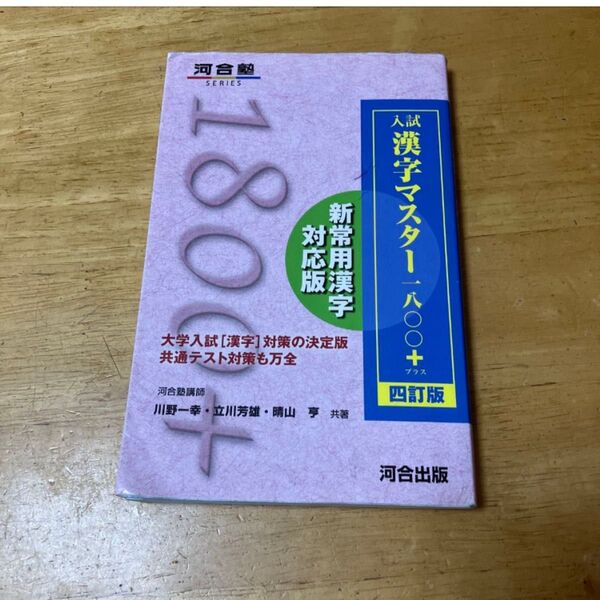 河合塾
SERIES
1800+
入試 漢字マスター一八〇〇+
プラス
四訂版
新常用漢字
対応版
大学入試[漢字]対策の決定版
共通テスト対策も万全
河合塾講師
川野一幸・立川芳雄・晴山 亨 共著
河合出版